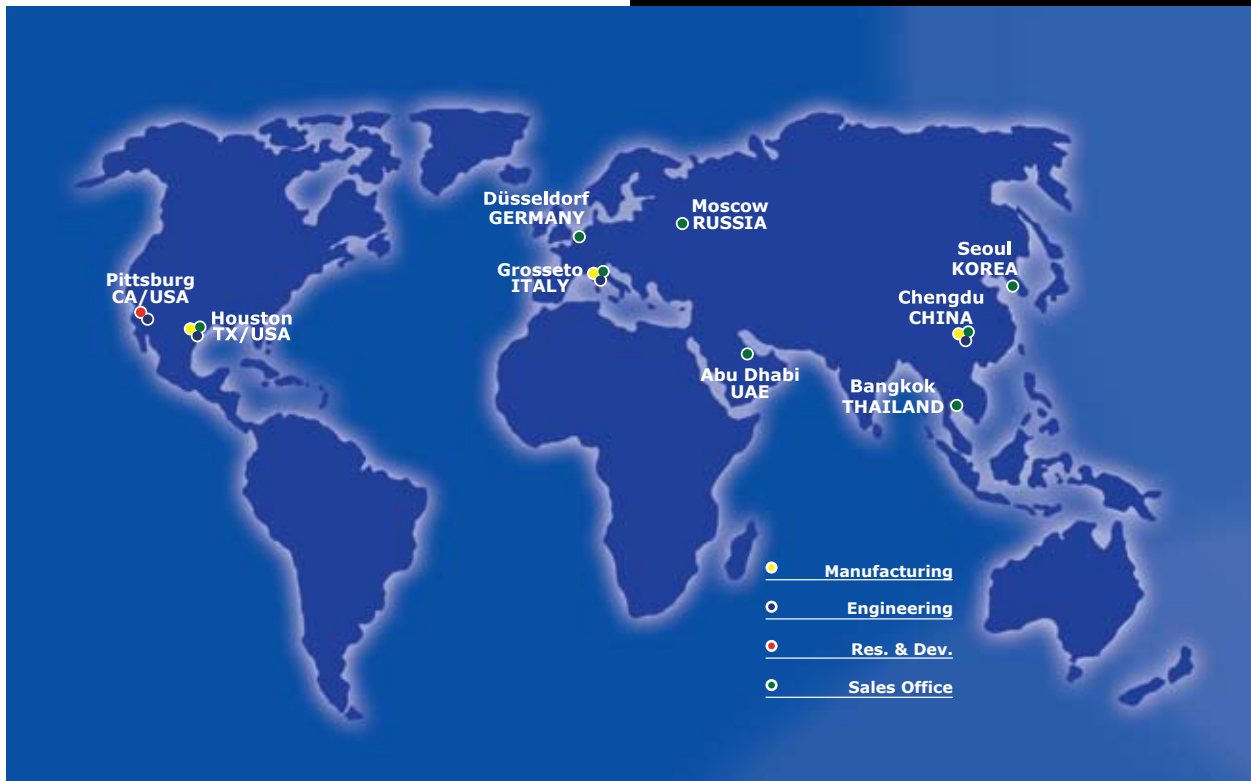 Düsseldorf
GERMANY
Moscow
RUSSIA
Seoul
KOREA
Grosseto
ITALY
Pittsburg
CA/USA
Chengdu
CHINA
Houston
TX/USA
Abu Dhabi
UAE
Bangkok
THAILAND
Manufacturing
Engineering
Res. & Dev.
Sales Office